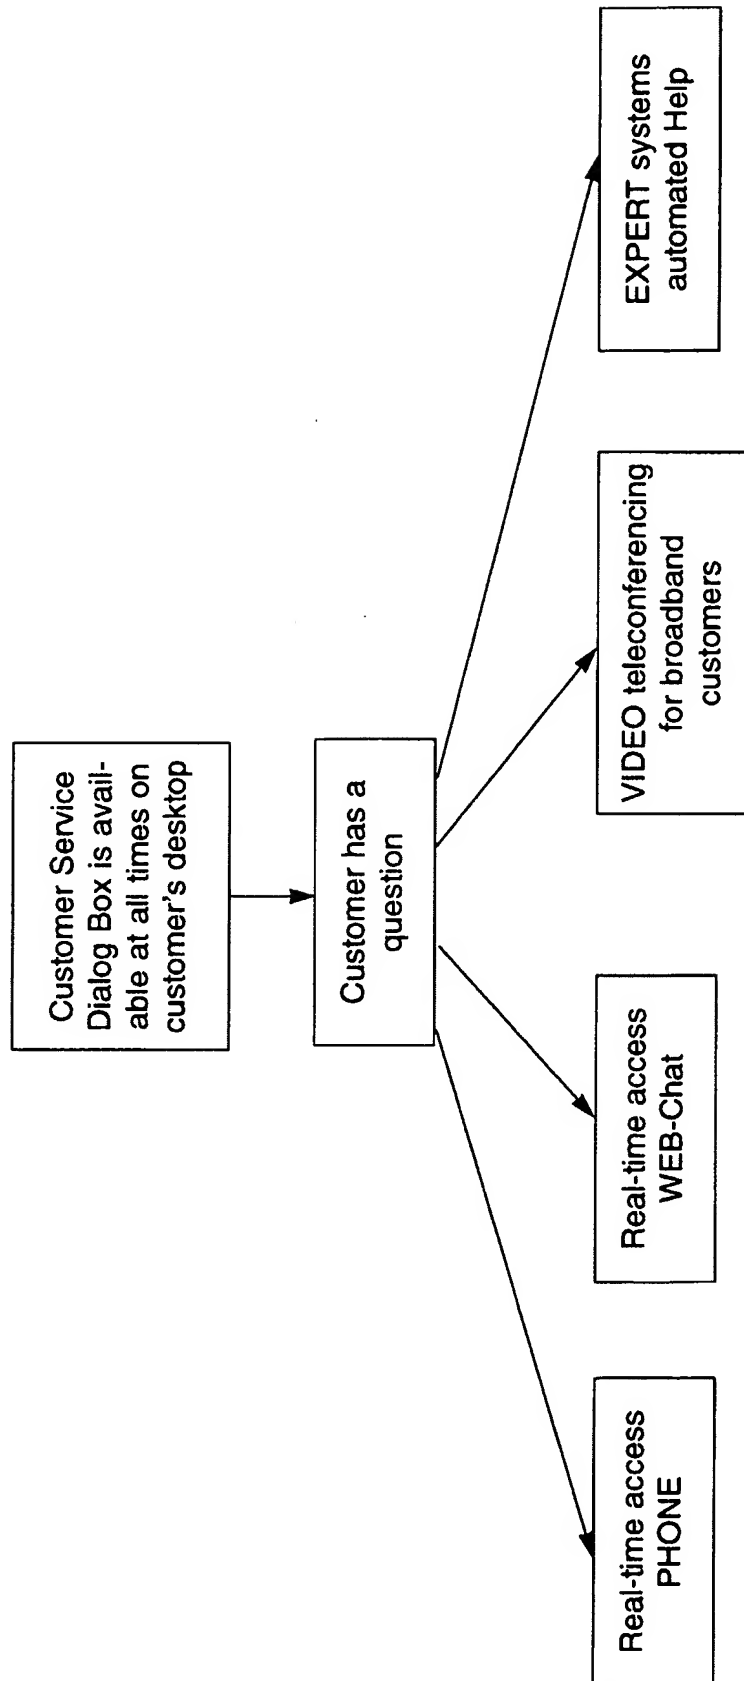 Customer Service
Dialog Box is avail-
able at all times on
customer's desktop
Customer has a
question
Real-time access
PHONE
Real-time access
WEB-Chat
VIDEO teleconferencing
for broadband
customers
EXPERT systems
automated Help